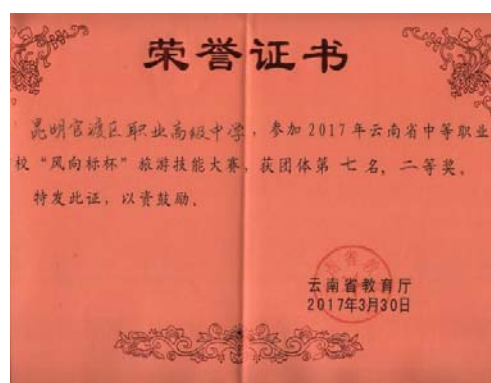 荣誉证书
昆明官渡区职业高级中学，参加2017年云南省中等职业
校“风向标杯”旅游技能大赛，获团体第 七 名，二等奖。
特发此证，以资鼓励。
云南省教育厅
2017年3月30日